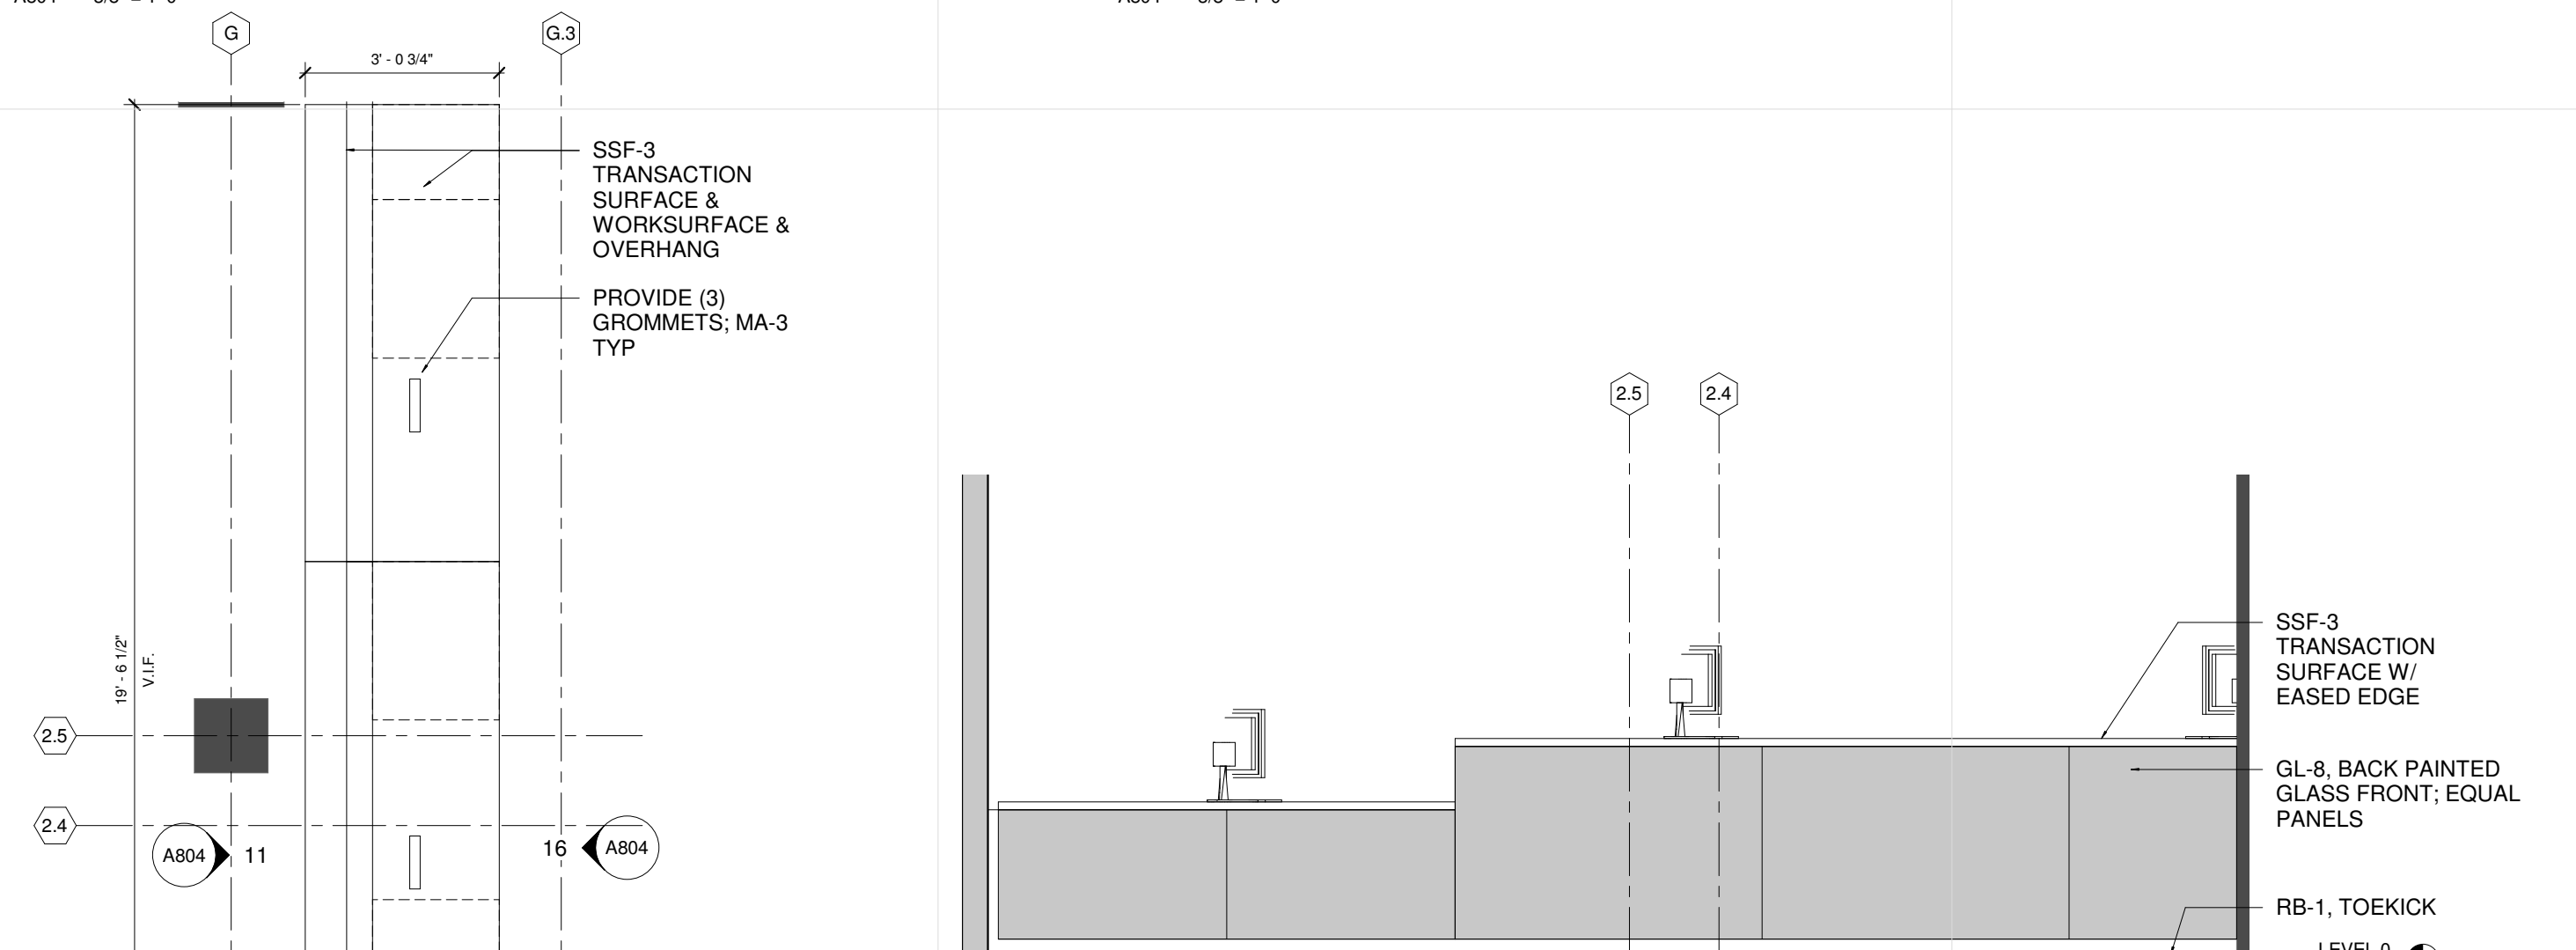 G
G.3
3' - 0 3/4"
SSF-3
TRANSACTION
SURFACE &
WORKSURFACE &
OVERHANG
PROVIDE (3)
GROMMETS; MA-3
TYP
19' - 6 1/2"
V.I.F.
2.5
2.4
A804
11
16
A804
2.5
2.4
SSF-3
TRANSACTION
SURFACE W/
EASED EDGE
GL-8, BACK PAINTED
GLASS FRONT; EQUAL
PANELS
RB-1, TOEKICK